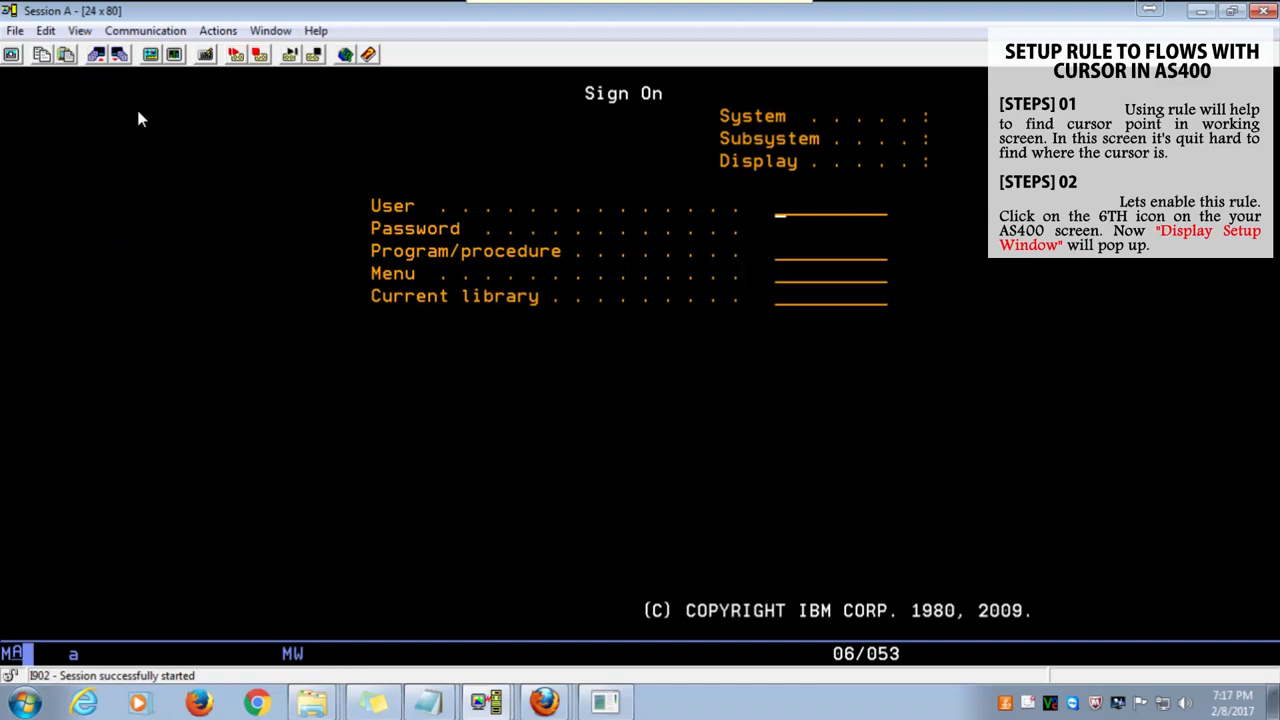 Session A - [24 x 80]
File Edit View Communication Actions Window Help
SETUP RULE TO FLOWS WITH
CURSOR IN AS400
[STEPS] 01 Using rule will help
to find cursor point in working
screen. In this screen it's quit hard to
find where the cursor is.
[STEPS] 02
Lets enable this rule.
Click on the 6TH icon on the your
AS400 screen. Now "Display Setup
Window" will pop up.
Sign On
System . . . . . :
Subsystem . . . . :
Display . . . . . :
User . . . . . . . . . . . . . .
Password . . . . . . . . . . . .
Program/procedure . . . . . . . .
Menu . . . . . . . . . . . . . .
Current library . . . . . . . . .
(C) COPYRIGHT IBM CORP. 1980, 2009.
MA a MW 06/053
I902 - Session successfully started
7:17 PM
2/8/2017